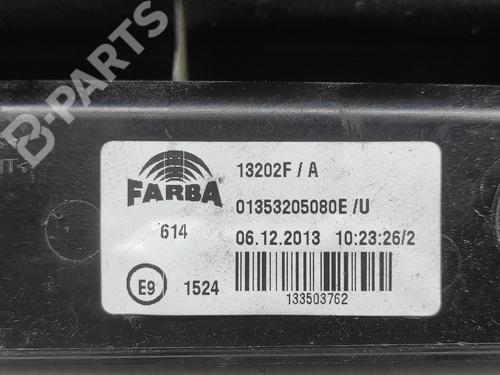 B-PARTS
FARBA
614
E9 1524
13202F / A
01353205080E /U
06.12.2013 10:23:26/2
133503762